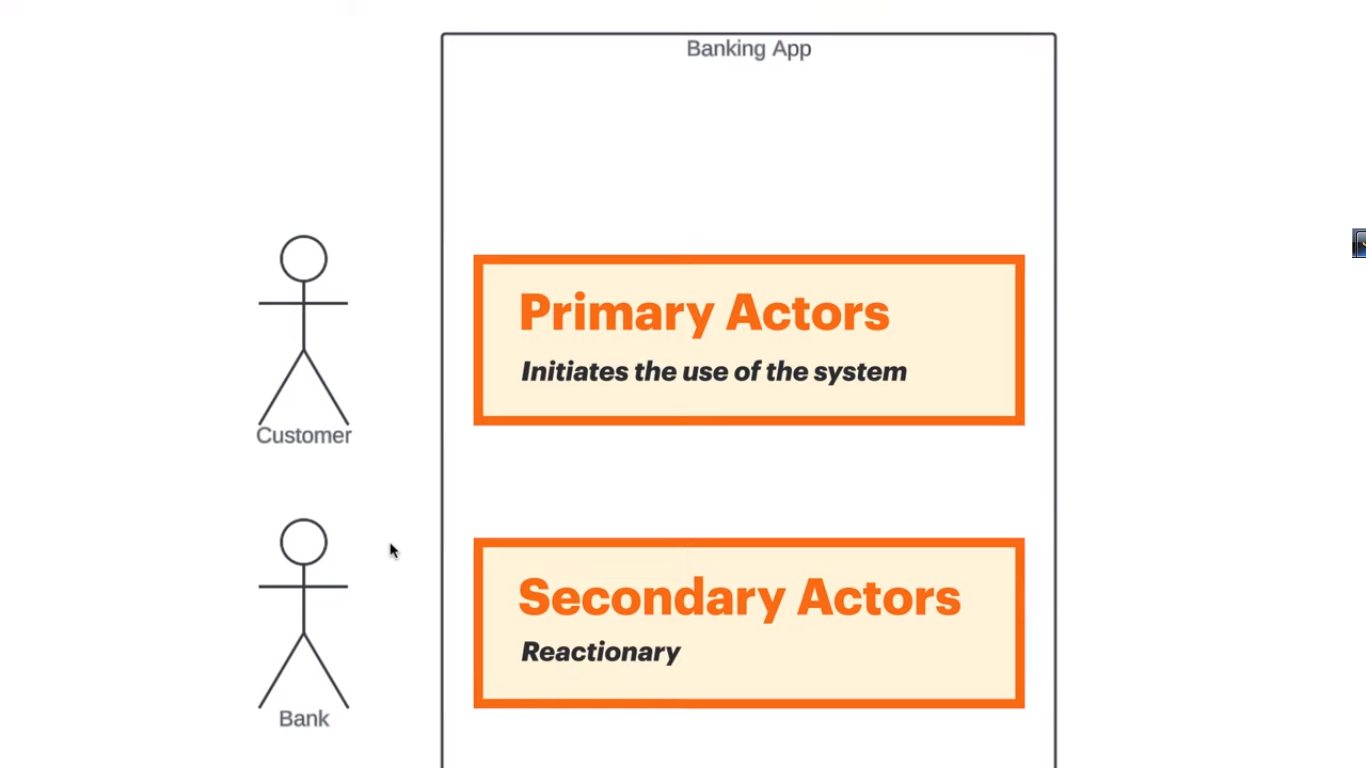 Banking App
Primary Actors
Initiates the use of the system
Customer
Secondary Actors
Reactionary
Bank